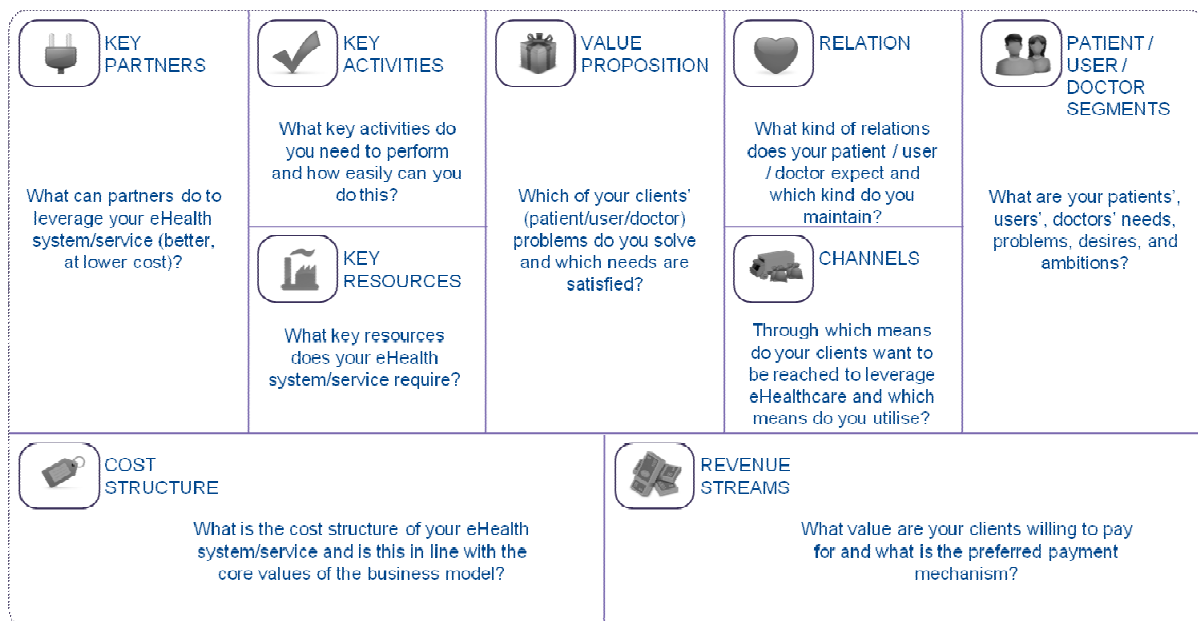 KEY
PARTNERS
What can partners do to
leverage your eHealth
system/service (better,
at lower cost)?
KEY
ACTIVITIES
What key activities do
you need to perform
and how easily can you
do this?
KEY
RESOURCES
What key resources
does your eHealth
system/service require?
VALUE
PROPOSITION
Which of your clients'
(patient/user/doctor)
problems do you solve
and which needs are
satisfied?
RELATION
What kind of relations
does your patient / user
/ doctor expect and
which kind do you
maintain?
CHANNELS
Through which means
do your clients want to
be reached to leverage
eHealthcare and which
means do you utilise?
PATIENT /
USER /
DOCTOR
SEGMENTS
What are your patients',
users', doctors' needs,
problems, desires, and
ambitions?
COST
STRUCTURE
What is the cost structure of your eHealth
system/service and is this in line with the
core values of the business model?
REVENUE
STREAMS
What value are your clients willing to pay
for and what is the preferred payment
mechanism?